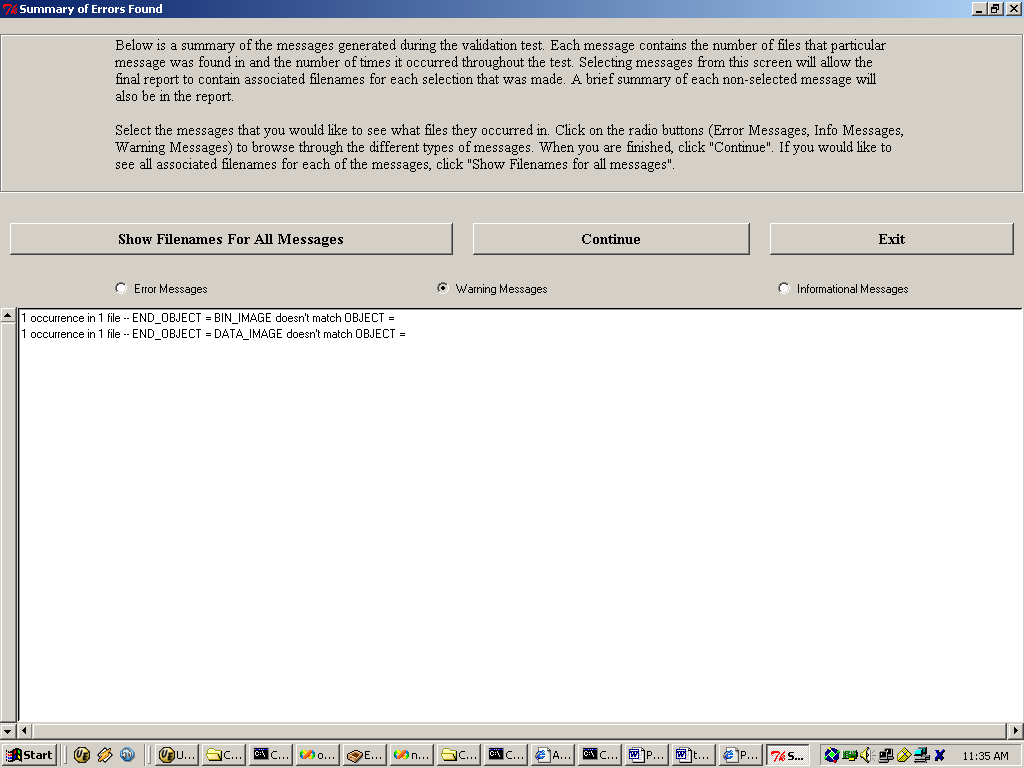 Summary of Errors Found
Below is a summary of the messages generated during the validation test. Each message contains the number of files that particular
message was found in and the number of times it occurred throughout the test. Selecting messages from this screen will allow the
final report to contain associated filenames for each selection that was made. A brief summary of each non-selected message will
also be in the report.
Select the messages that you would like to see what files they occurred in. Click on the radio buttons (Error Messages, Info Messages,
Warning Messages) to browse through the different types of messages. When you are finished, click "Continue". If you would like to
see all associated filenames for each of the messages, click "Show Filenames for all messages".
Show Filenames For All Messages Continue Exit
Error Messages Warning Messages Informational Messages
1 occurrence in 1 file -- END_OBJECT = BIN_IMAGE doesn't match OBJECT =
1 occurrence in 1 file -- END_OBJECT = DATA_IMAGE doesn't match OBJECT =
Start U... C... C... o... E... n... C... C... A... C... P... t... P... S... 11:35 AM